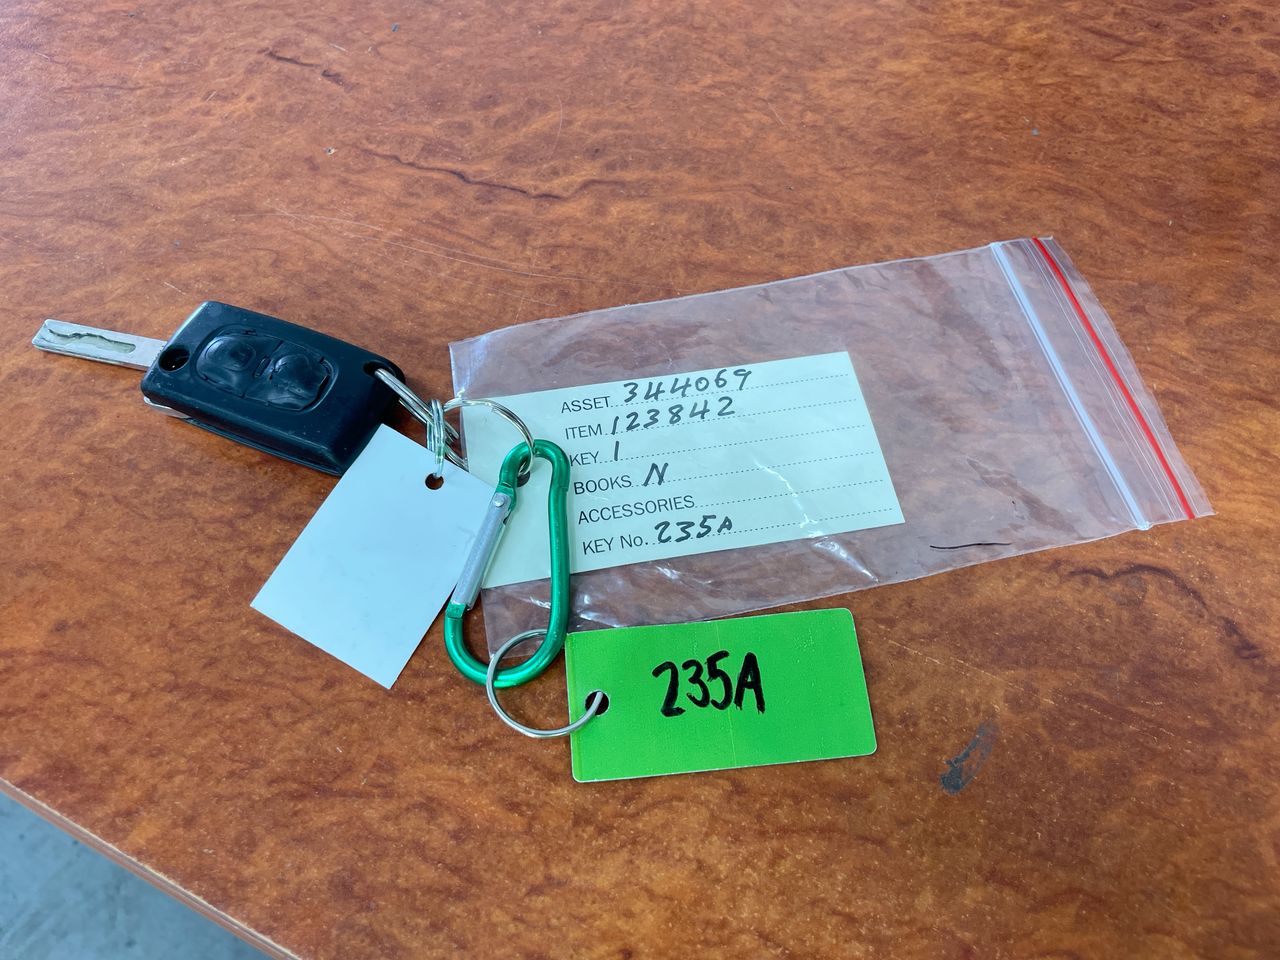 ASSET 344069
ITEM 123842
KEY 1
BOOKS N
ACCESSORIES
KEY No. 235A
235A